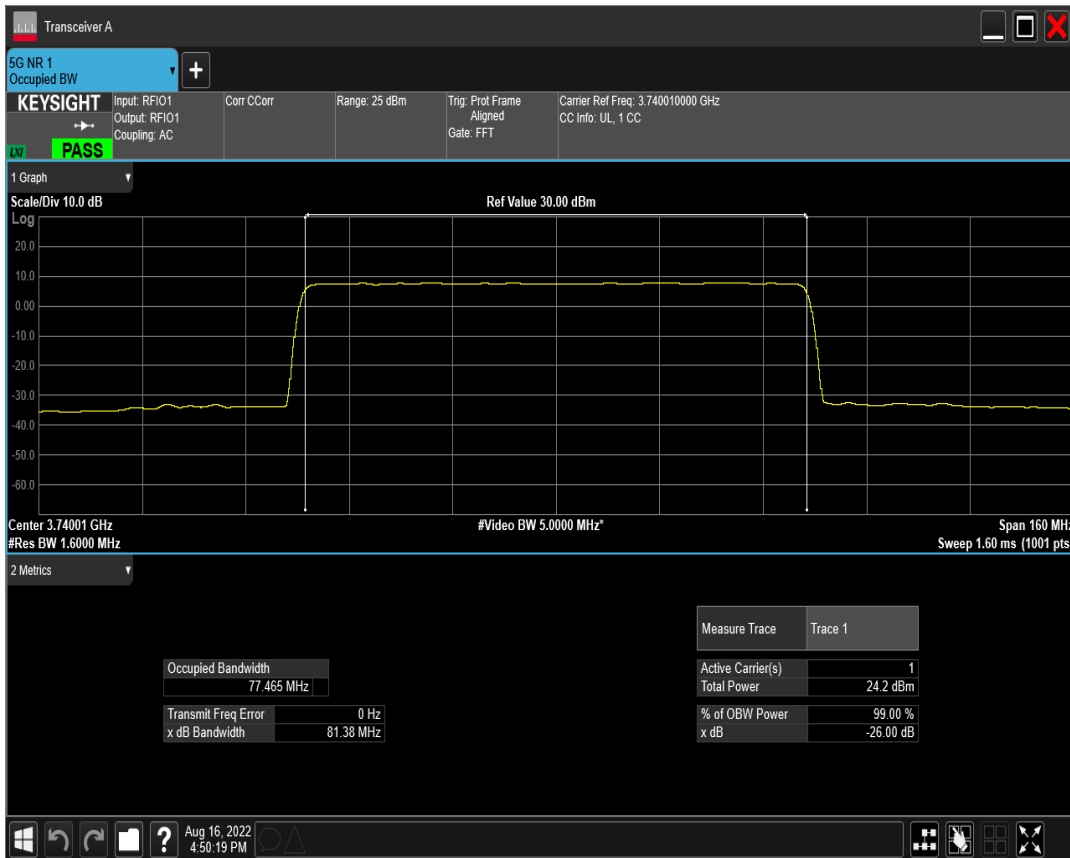 Transceiver A
5G NR 1
Occupied BW
+
KEYSIGHT
LXI
PASS
Input: RFIO1
Output: RFIO1
Coupling: AC
Corr CCorr
Range: 25 dBm
Trig: Prot Frame
Aligned
Gate: FFT
Carrier Ref Freq: 3.740010000 GHz
CC Info: UL, 1 CC
1 Graph
Scale/Div 10.0 dB
Ref Value 30.00 dBm
Log
20.0
10.0
0.00
-10.0
-20.0
-30.0
-40.0
-50.0
-60.0
Center 3.74001 GHz
#Video BW 5.0000 MHz*
Span 160 MHz
#Res BW 1.6000 MHz
Sweep 1.60 ms (1001 pts
2 Metrics
Measure Trace Trace 1
Occupied Bandwidth
77.465 MHz
Active Carrier(s) 1
Total Power 24.2 dBm
Transmit Freq Error 0 Hz
x dB Bandwidth 81.38 MHz
% of OBW Power 99.00 %
x dB -26.00 dB
?
Aug 16, 2022
4:50:19 PM